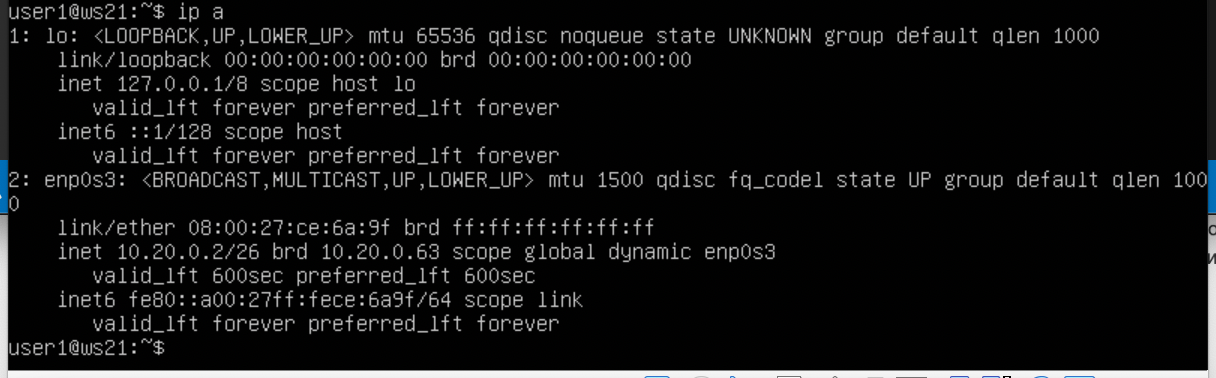 user1@ws21:~$ ip a
1: lo: <LOOPBACK,UP,LOWER_UP> mtu 65536 qdisc noqueue state UNKNOWN group default qlen 1000
link/loopback 00:00:00:00:00:00 brd 00:00:00:00:00:00
inet 127.0.0.1/8 scope host lo
valid_lft forever preferred_lft forever
inet6 ::1/128 scope host
valid_lft forever preferred_lft forever
2: enp0s3: <BROADCAST,MULTICAST,UP,LOWER_UP> mtu 1500 qdisc fq_codel state UP group default qlen 100
0
link/ether 08:00:27:ce:6a:9f brd ff:ff:ff:ff:ff:ff
inet 10.20.0.2/26 brd 10.20.0.63 scope global dynamic enp0s3
valid_lft 600sec preferred_lft 600sec
inet6 fe80::a00:27ff:fece:6a9f/64 scope link
valid_lft forever preferred_lft forever
user1@ws21:~$